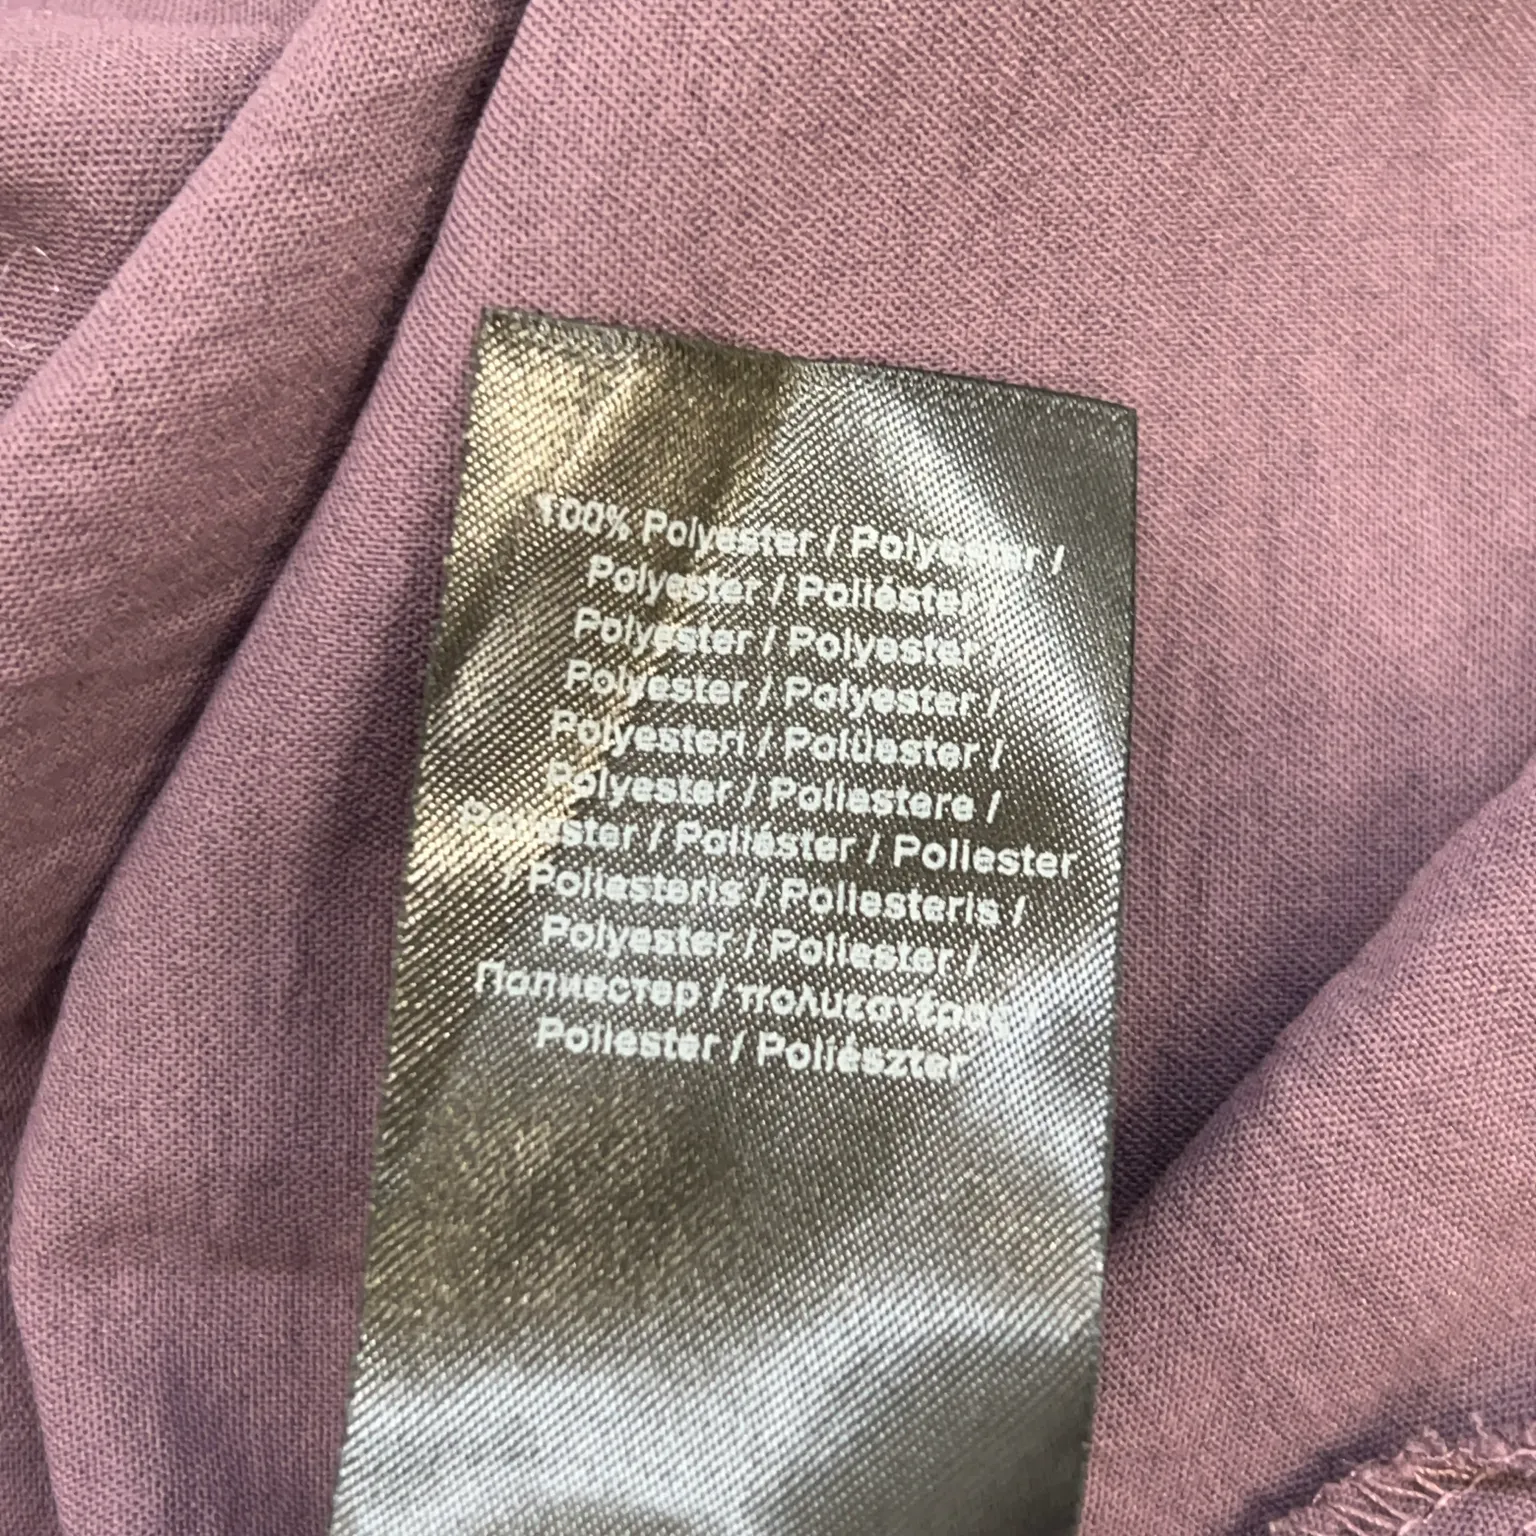 100% Polyester / Polyester /
Polyester / Poliéster /
Polyester / Polyester /
Polyester / Polyester /
Polyesteri / Polüester /
Polyester / Poliestere /
Poliester / Poliéster / Poliester
/ Poliesteris / Poliesteris /
Polyester / Poliester /
Полиестер / πολυεστέρας
Poliester / Poliészter